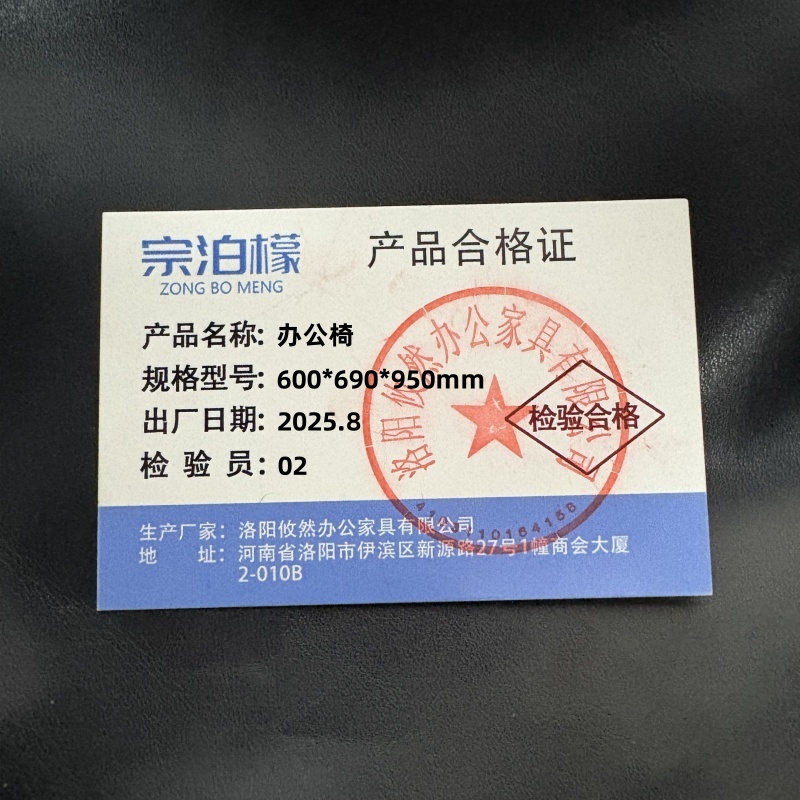 宗泊檬
ZONG BO MENG
产品合格证
产品名称: 办公椅
规格型号: 600*690*950mm
出厂日期: 2025.8
检 验 员: 02
洛阳攸然办公家具有限公司
检验合格
生产厂家: 洛阳攸然办公家具有限公司
地 址: 河南省洛阳市伊滨区新源路27号1幢商会大厦
2-010B